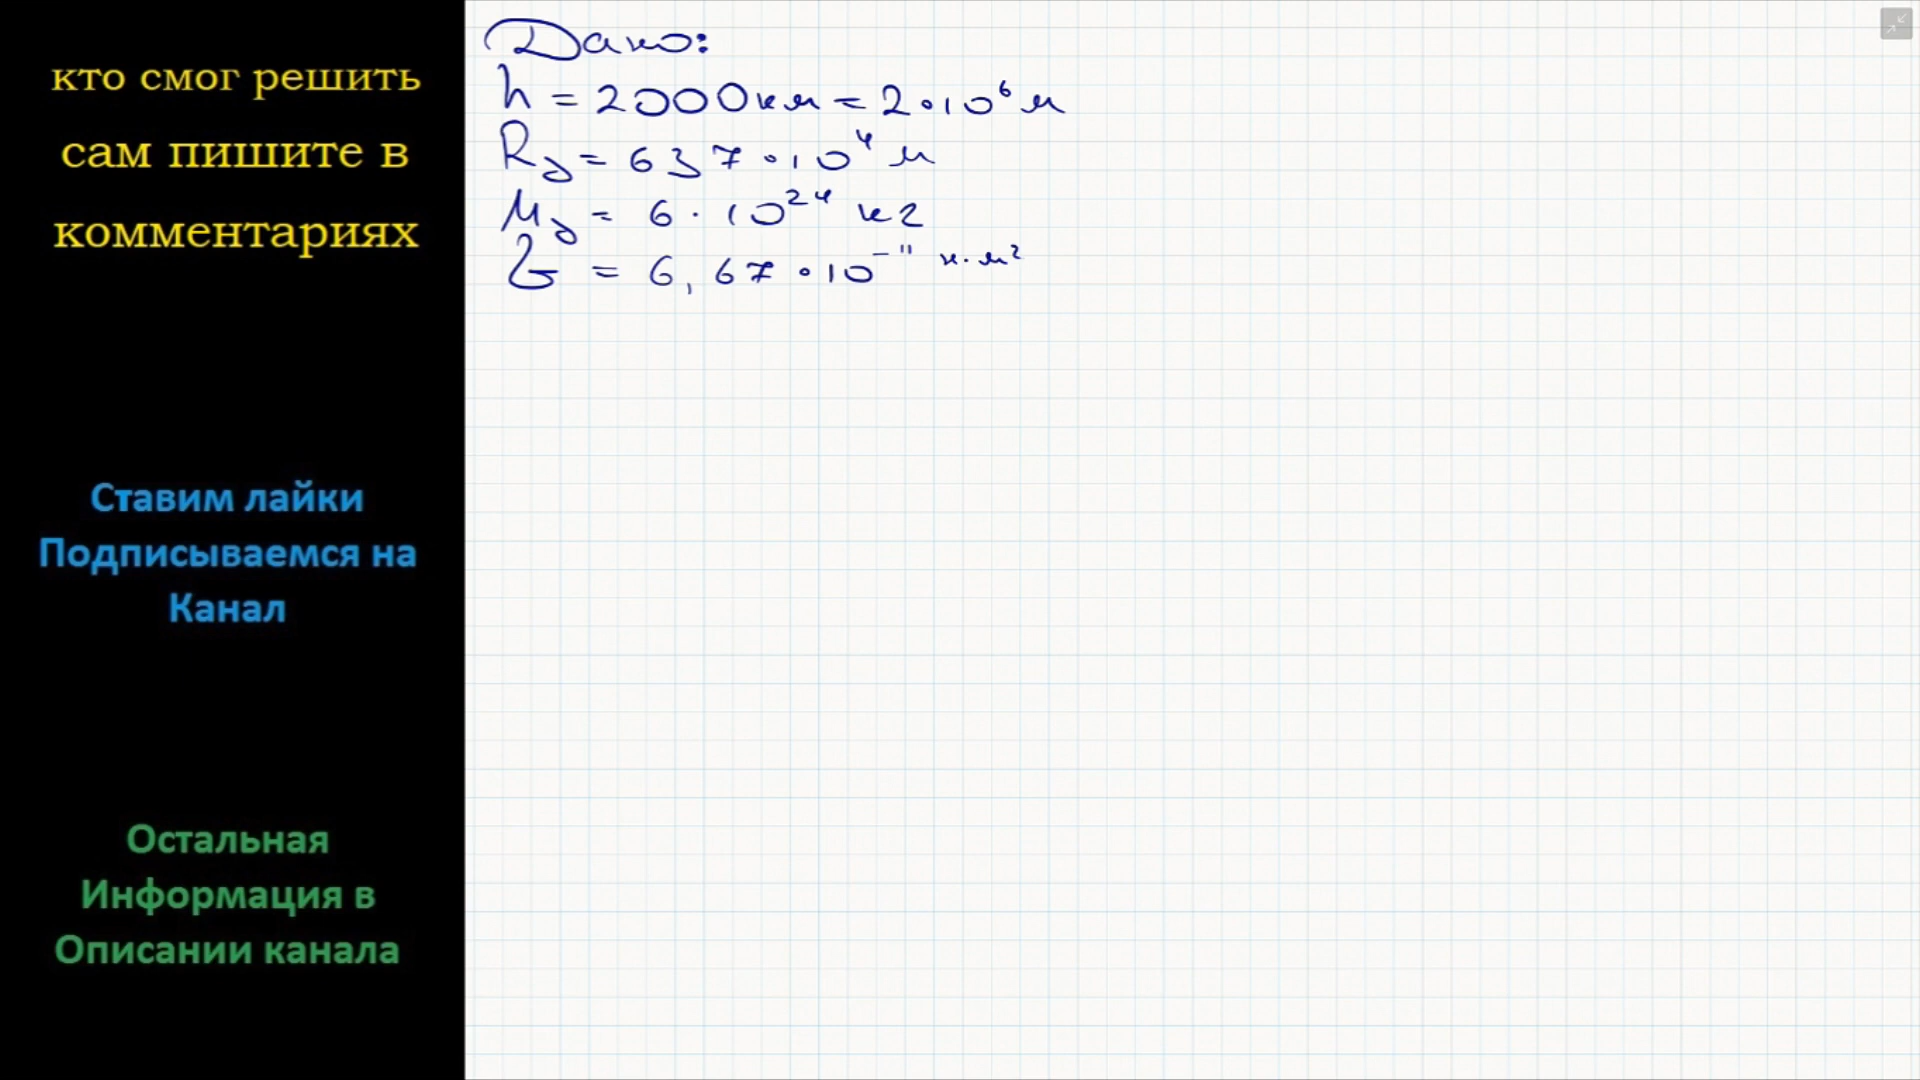 кто смог решить
сам пишите в
комментариях
Ставим лайки
Подписываемся на
Канал
Остальная
Информация в
Описании канала
Дано:
h = 2000км = 2•10⁶ м
Rз = 637•10⁴ м
Mз = 6·10²⁴ кг
G = 6,67•10⁻¹¹ н·м²